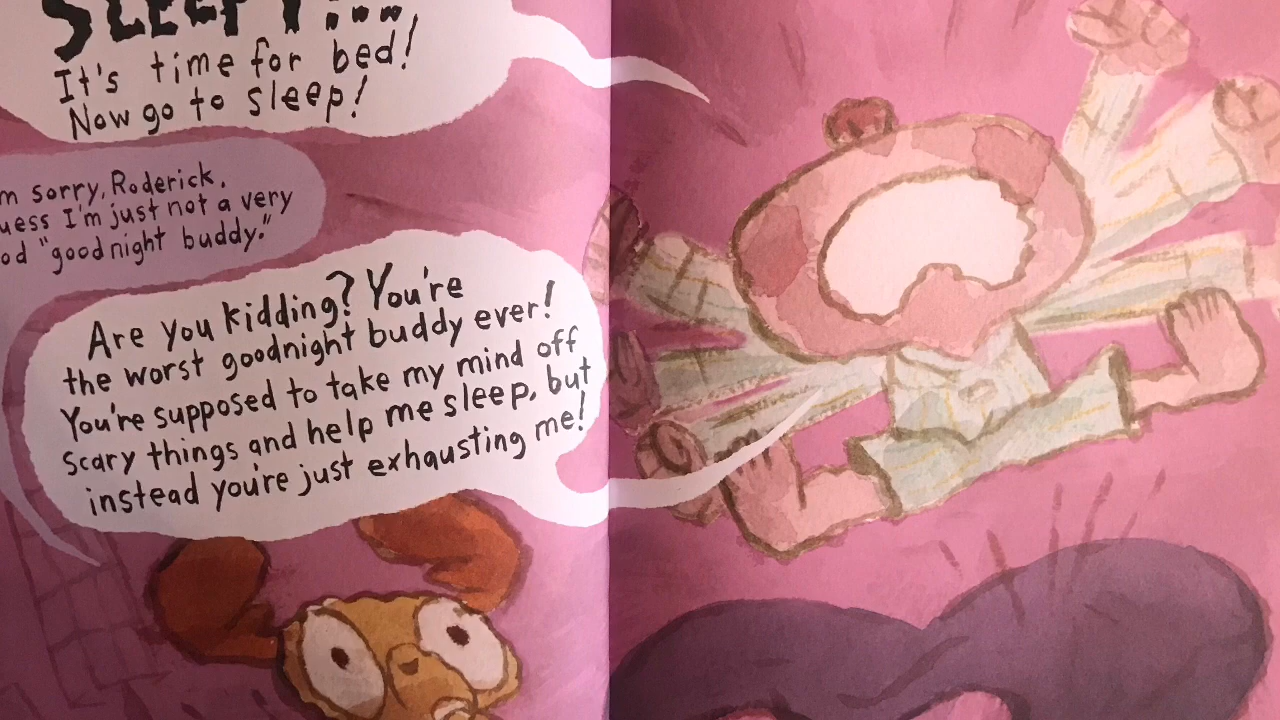 SLEEPY!!!
It's time for bed!
Now go to sleep!
sorry, Roderick.
I'm just not a very
"goodnight buddy."
Are you kidding? You're
the worst goodnight buddy ever!
You're supposed to take my mind off
scary things and help me sleep, but
instead you're just exhausting me!